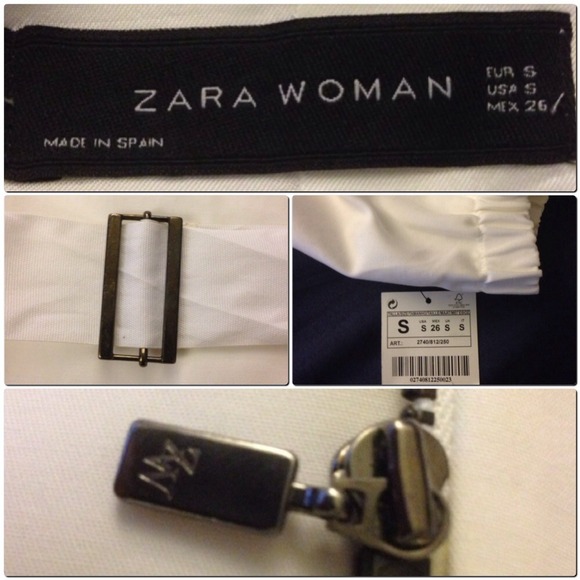 ZARA WOMAN
EUR S
USA S
MEX 26
MADE IN SPAIN
S S 26 S S
ART.: 2740/812/250
02740812250023